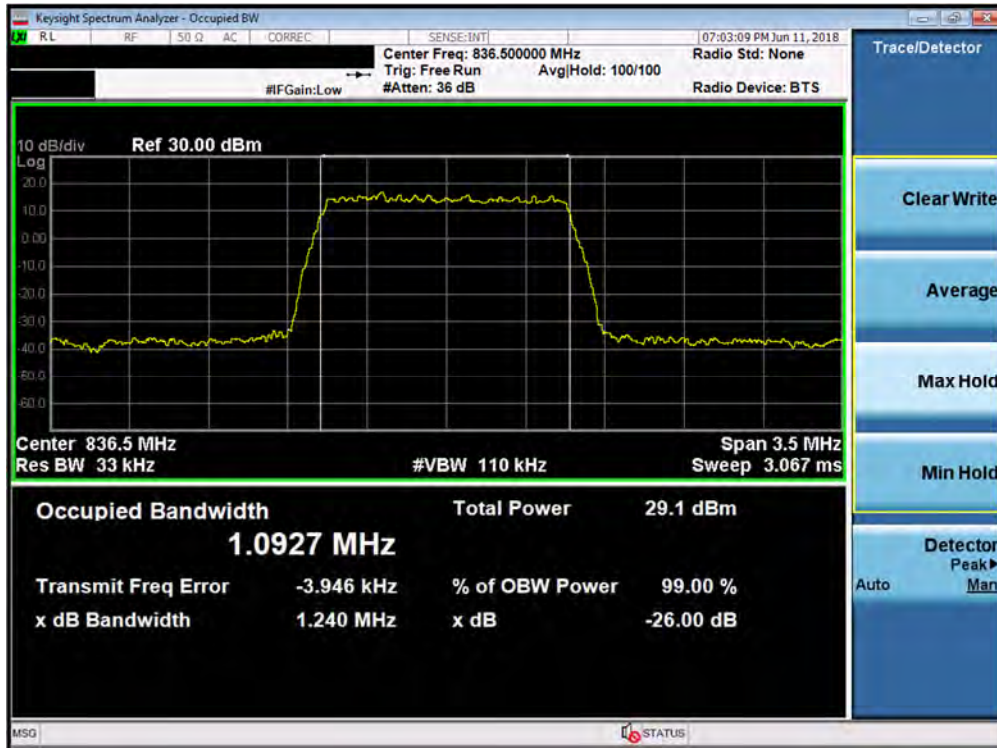 Keysight Spectrum Analyzer - Occupied BW
LXI RL RF 50 Ω AC CORREC SENSE:INT 07:03:09 PM Jun 11, 2018
Center Freq: 836.500000 MHz Radio Std: None
Trig: Free Run Avg|Hold: 100/100
#IFGain:Low #Atten: 36 dB Radio Device: BTS
Trace/Detector
10 dB/div Ref 30.00 dBm
Log
20.0
10.0
0.00
-10.0
-20.0
-30.0
-40.0
-50.0
-60.0
Center 836.5 MHz Span 3.5 MHz
Res BW 33 kHz #VBW 110 kHz Sweep 3.067 ms
Occupied Bandwidth Total Power 29.1 dBm
1.0927 MHz
Transmit Freq Error -3.946 kHz % of OBW Power 99.00 %
x dB Bandwidth 1.240 MHz x dB -26.00 dB
Clear Write
Average
Max Hold
Min Hold
Detector
Peak▶
Auto Man
MSG STATUS